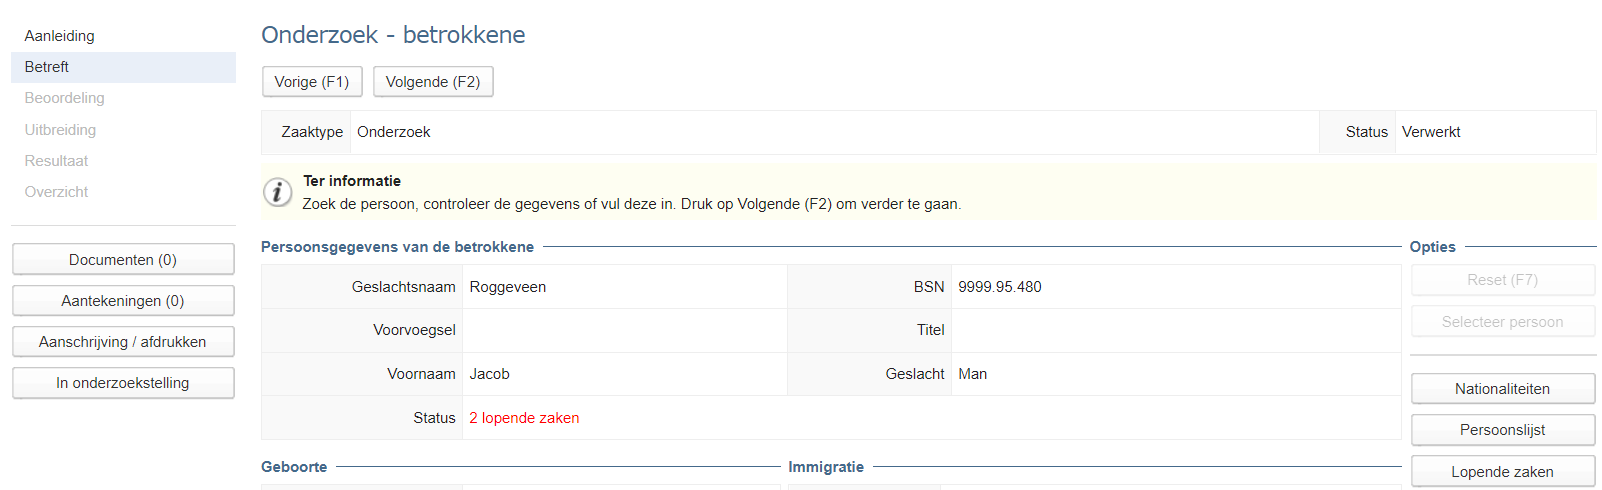 Aanleiding
Betreft
Beoordeling
Uitbreiding
Resultaat
Overzicht
Documenten (0)
Aantekeningen (0)
Aanschrijving / afdrukken
In onderzoekstelling
Onderzoek - betrokkene
Vorige (F1) Volgende (F2)
Zaaktype Onderzoek Status Verwerkt
Ter informatie
Zoek de persoon, controleer de gegevens of vul deze in. Druk op Volgende (F2) om verder te gaan.
Persoonsgegevens van de betrokkene
Geslachtsnaam Roggeveen BSN 9999.95.480
Voorvoegsel Titel
Voornaam Jacob Geslacht Man
Status 2 lopende zaken
Geboorte Immigratie
Opties
Reset (F7)
Selecteer persoon
Nationaliteiten
Persoonslijst
Lopende zaken